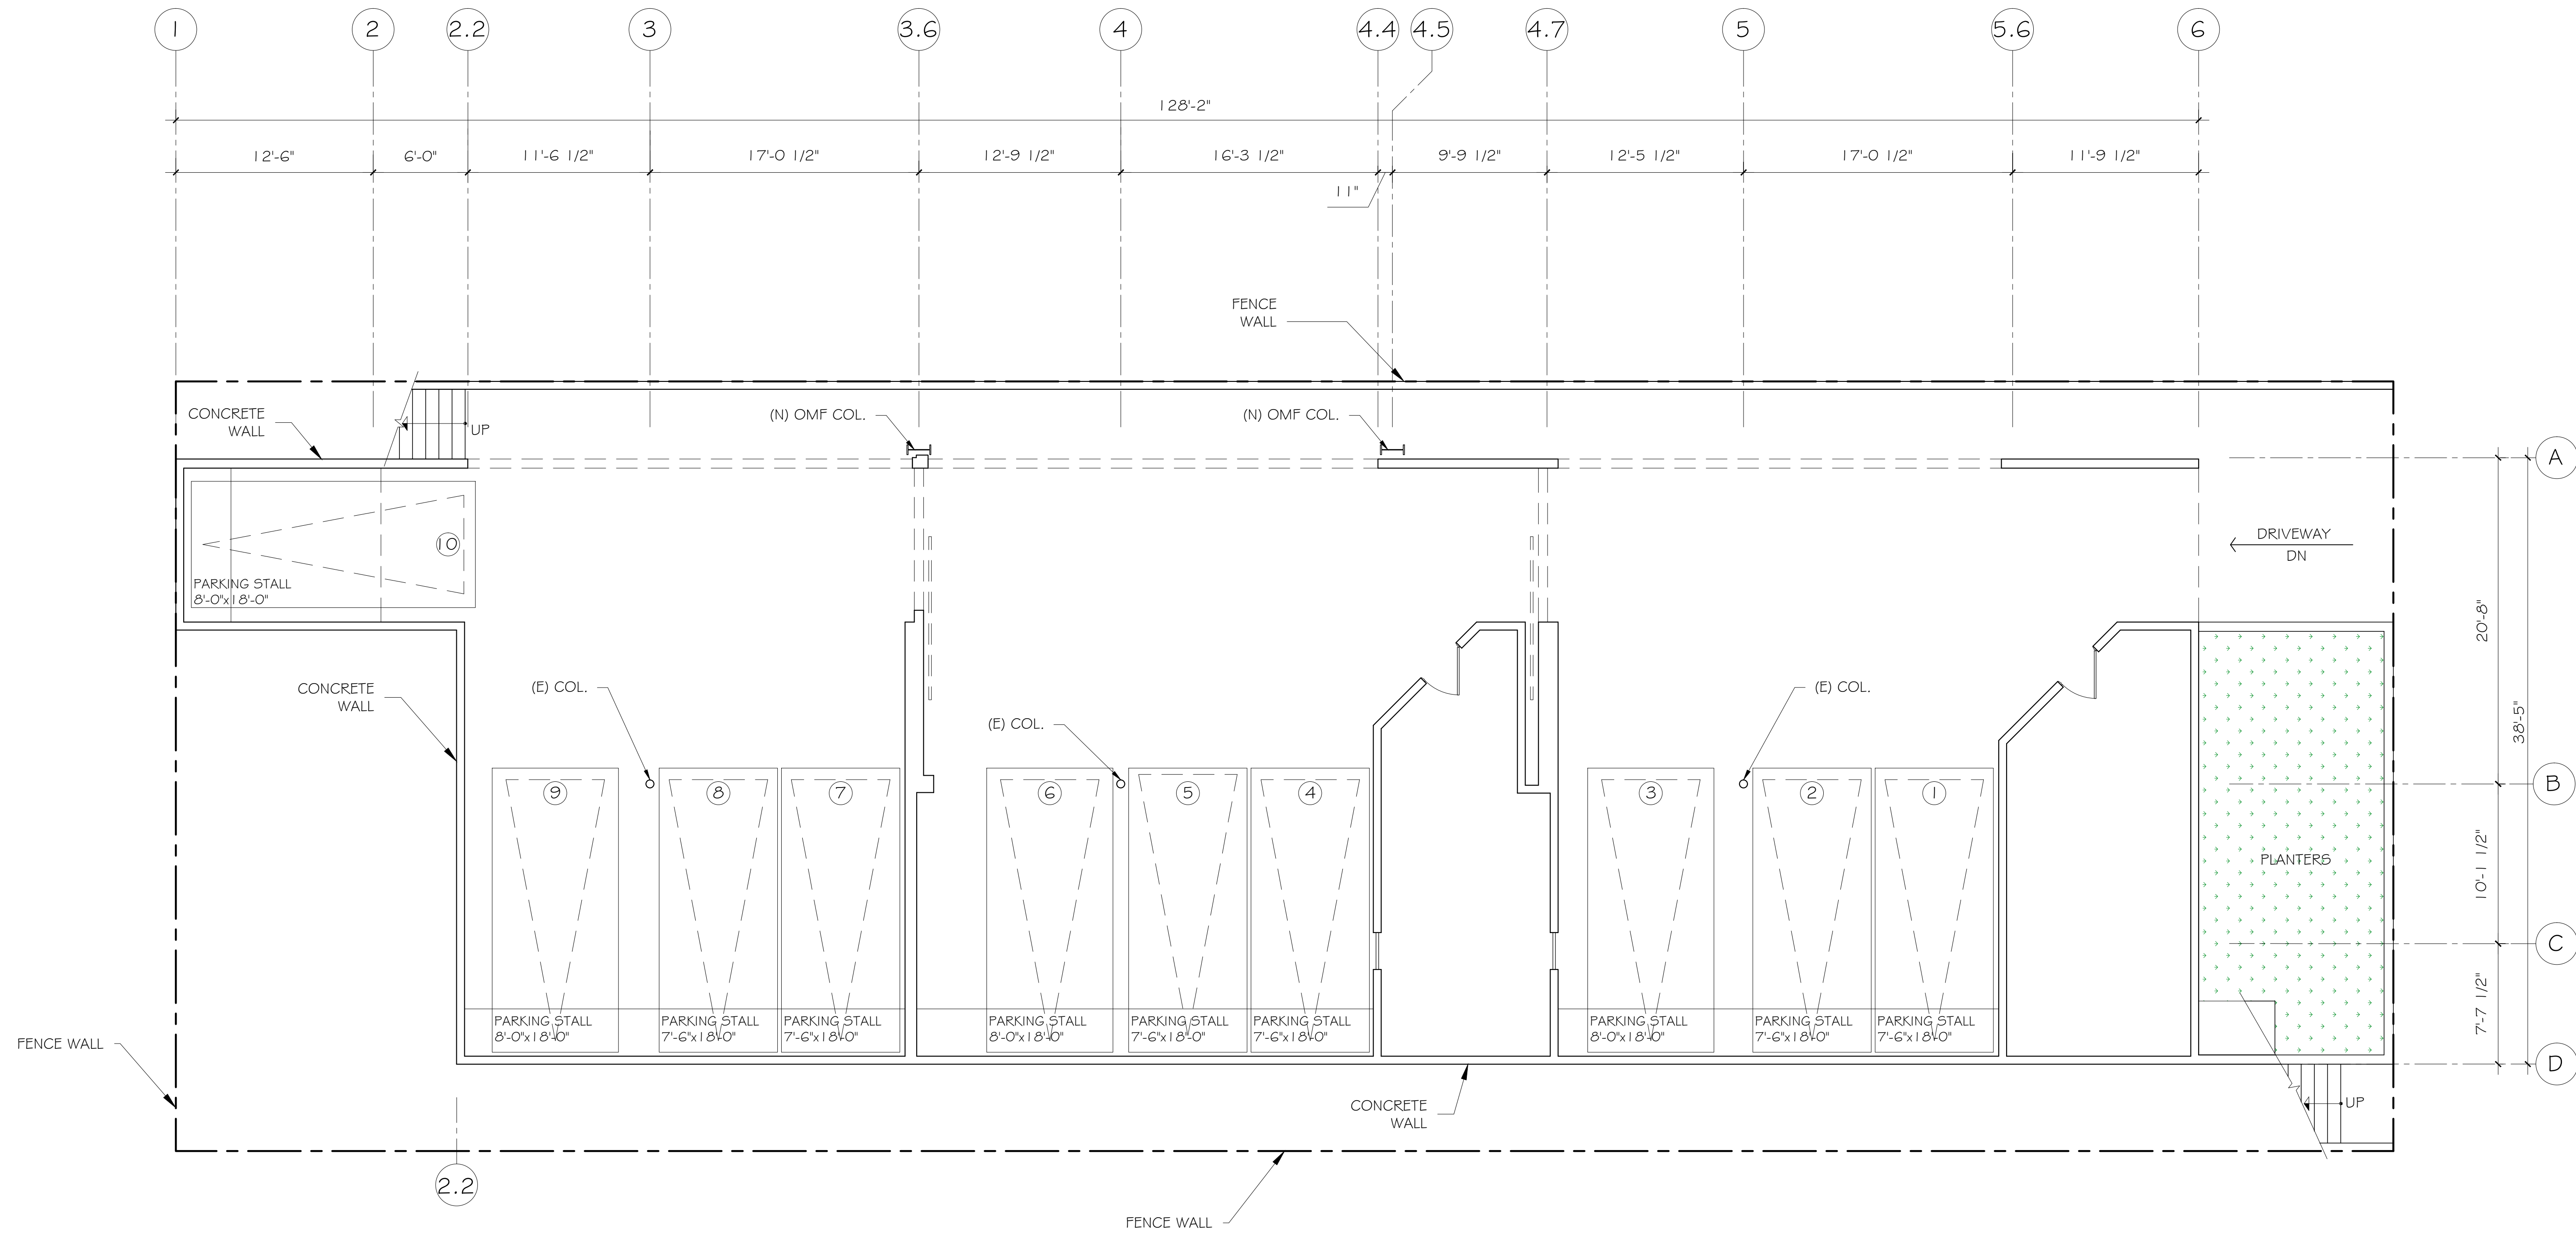 1
2
2.2
3
3.6
4
4.4
4.5
4.7
5
5.6
6
128'-2"
12'-6"
6'-0"
11'-6 1/2"
17'-0 1/2"
12'-9 1/2"
16'-3 1/2"
9'-9 1/2"
12'-5 1/2"
17'-0 1/2"
11'-9 1/2"
11"
FENCE
WALL
CONCRETE
WALL
UP
(N) OMF COL.
(N) OMF COL.
A
DRIVEWAY
DN
10
PARKING STALL
8'-0"x18'-0"
20'-8"
38'-5"
CONCRETE
WALL
(E) COL.
(E) COL.
(E) COL.
B
9
8
7
6
5
4
3
2
1
PLANTERS
10'-1 1/2"
C
7'-7 1/2"
PARKING STALL
8'-0"x18'-0"
PARKING STALL
7'-6"x18'-0"
PARKING STALL
7'-6"x18'-0"
PARKING STALL
8'-0"x18'-0"
PARKING STALL
7'-6"x18'-0"
PARKING STALL
7'-6"x18'-0"
PARKING STALL
8'-0"x18'-0"
PARKING STALL
7'-6"x18'-0"
PARKING STALL
7'-6"x18'-0"
FENCE WALL
D
CONCRETE
WALL
UP
2.2
FENCE WALL